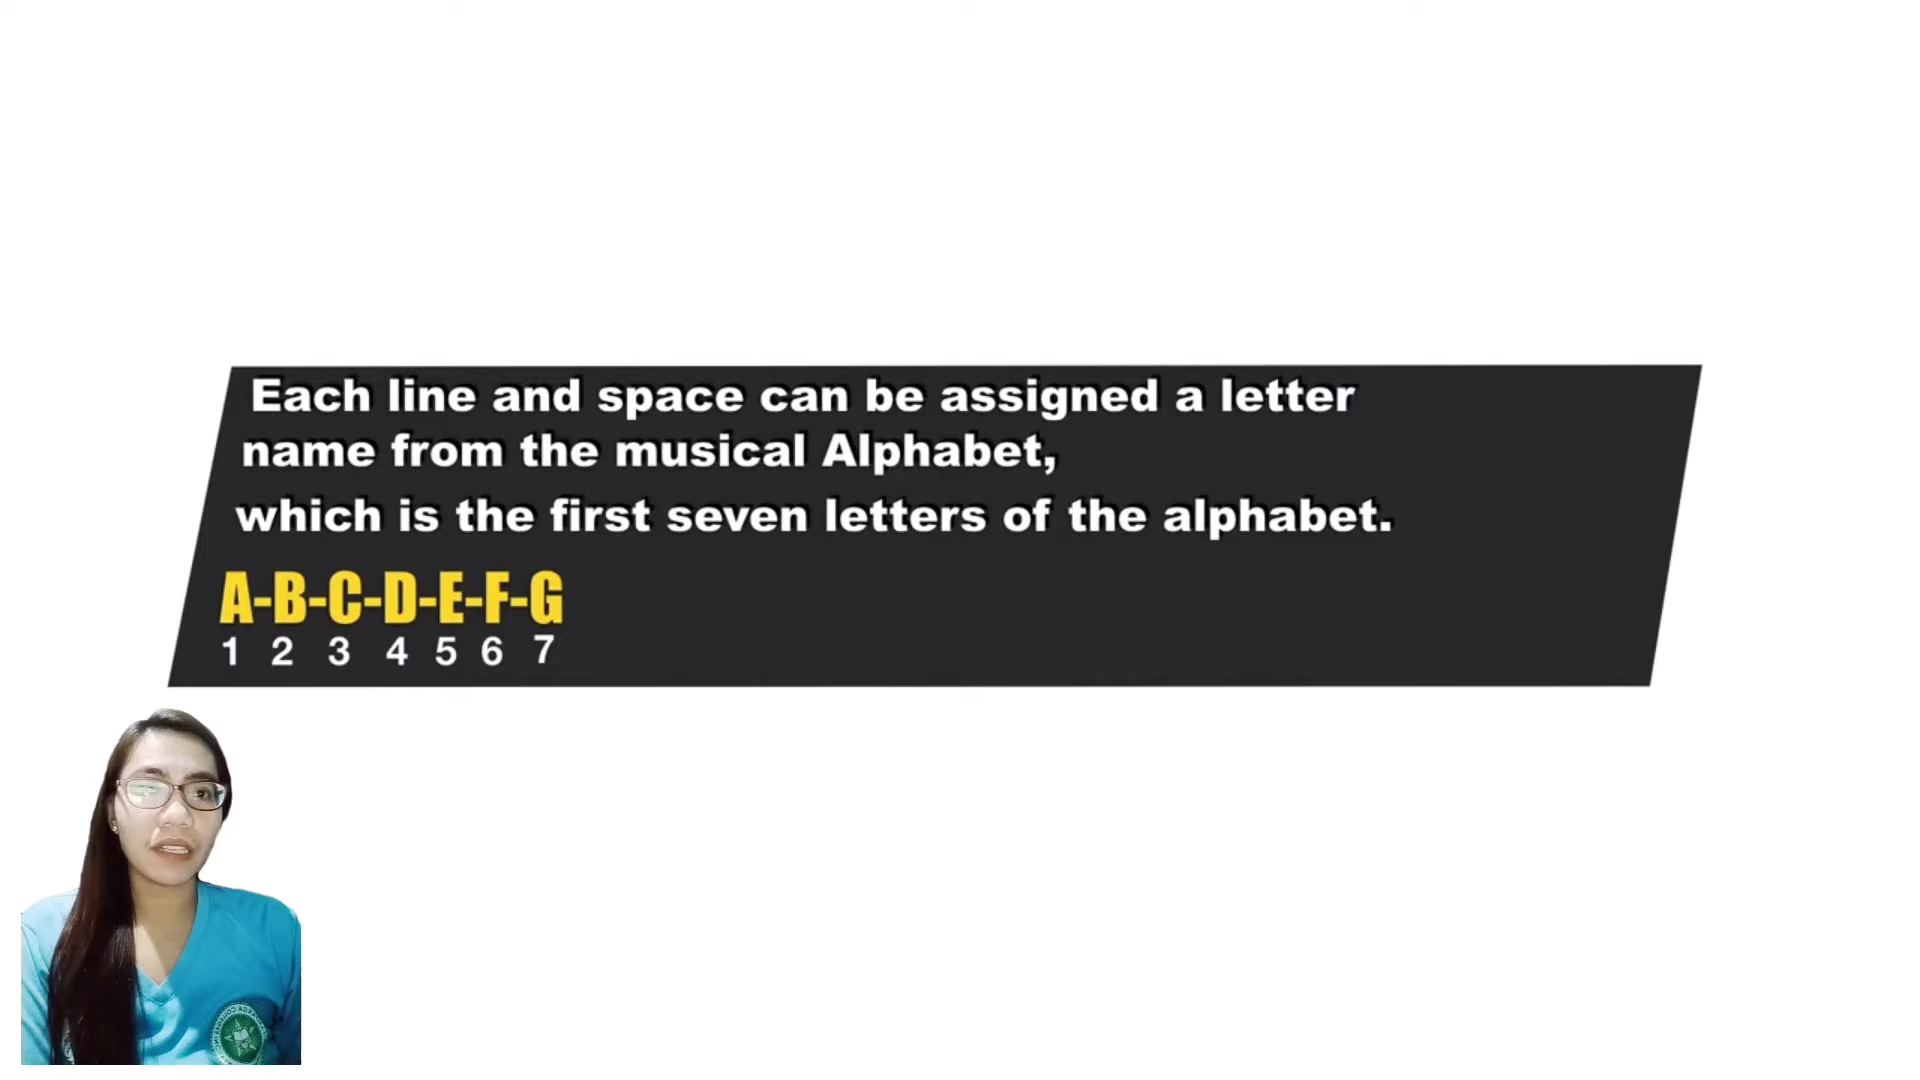 Each line and space can be assigned a letter
name from the musical Alphabet,
which is the first seven letters of the alphabet.
A-B-C-D-E-F-G
1 2 3 4 5 6 7